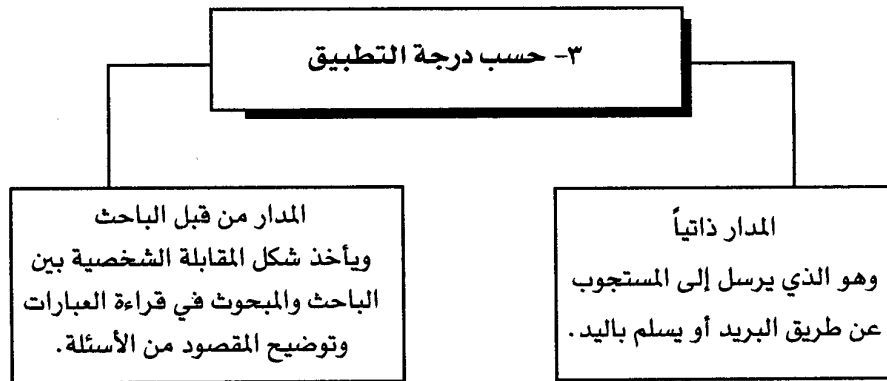 ٣- حسب درجة التطبيق
المدار ذاتياً
وهو الذي يرسل إلى المستجوب
عن طريق البريد أو يسلم باليد.
المدار من قبل الباحث
ويأخذ شكل المقابلة الشخصية بين
الباحث والمبحوث في قراءة العبارات
وتوضيح المقصود من الأسئلة.